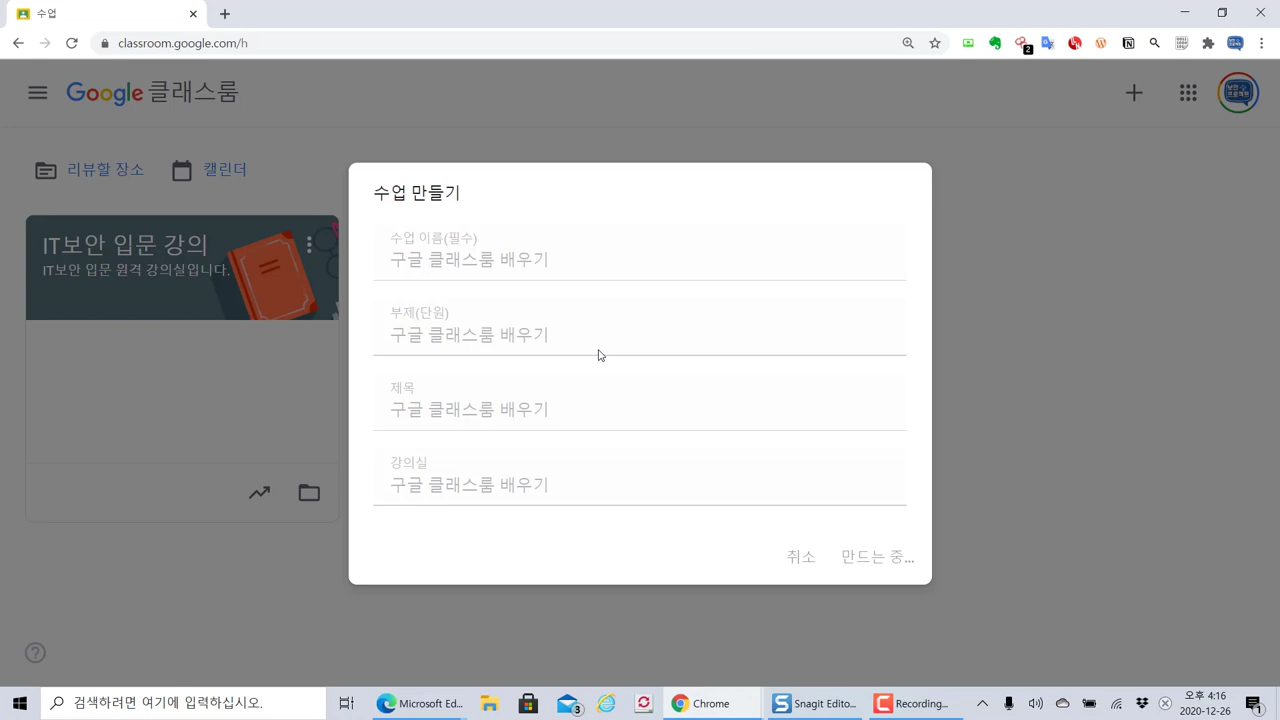 수업
classroom.google.com/h
2
Google 클래스룸
리뷰할 장소
캘린더
IT보안 입문 강의
IT보안 입문 원격 강의실입니다.
수업 만들기
수업 이름(필수)
구글 클래스룸 배우기
부제(단원)
구글 클래스룸 배우기
제목
구글 클래스룸 배우기
강의실
구글 클래스룸 배우기
취소
만드는 중...
검색하려면 여기에 입력하십시오.
Microsoft Ed...
3
Chrome
Snagit Edito...
Recording...
오후 4:16
2020-12-26
1